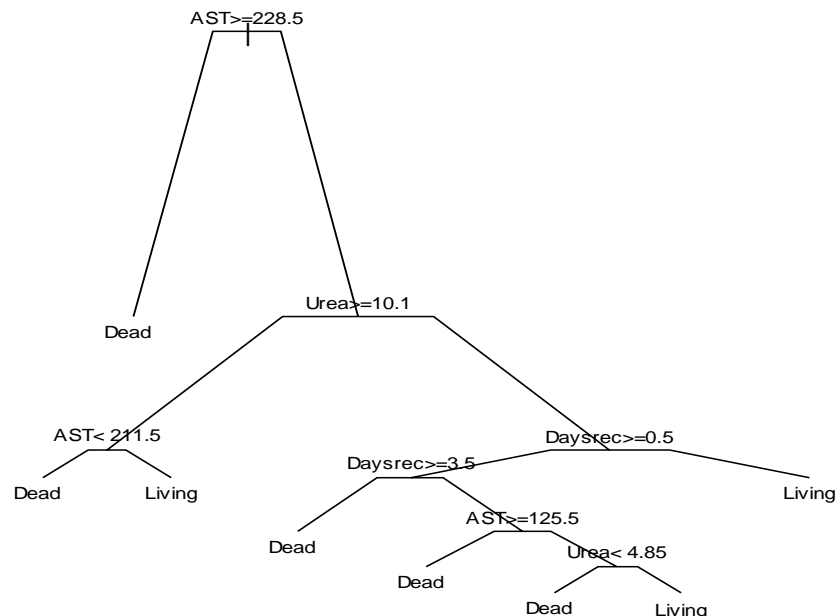 AST>=228.5
Urea>=10.1
Dead
AST< 211.5
Daysrec>=0.5
Daysrec>=3.5
Dead
Living
Living
AST>=125.5
Dead
Urea< 4.85
Dead
Dead
Living